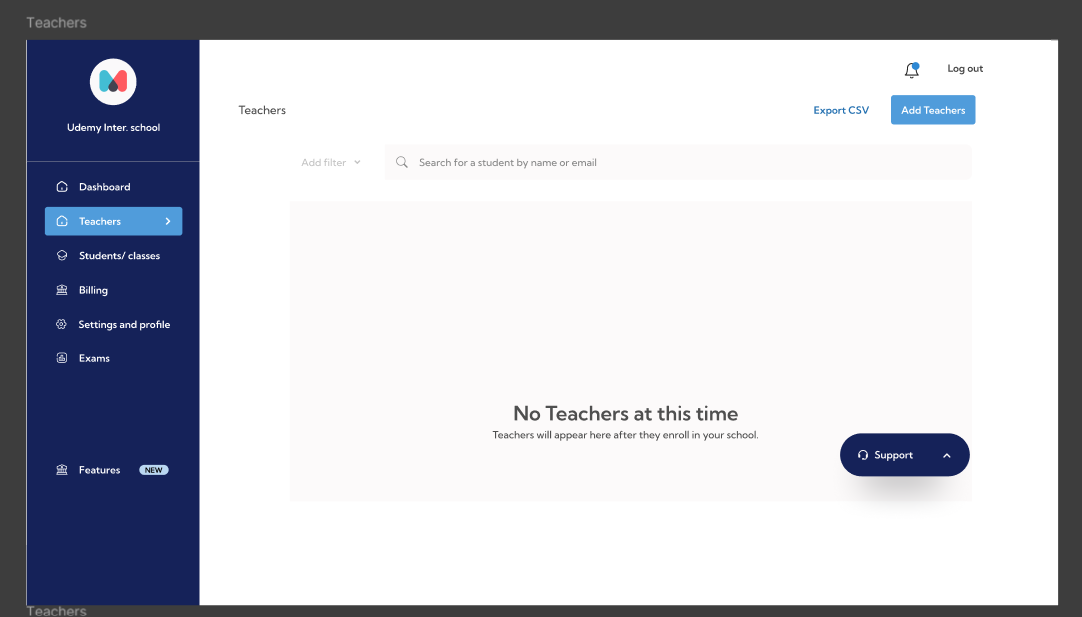 Teachers
Udemy Inter. school
Log out
Teachers
Export CSV
Add Teachers
Add filter
Search for a student by name or email
Dashboard
Teachers
Students/ classes
Billing
Settings and profile
Exams
No Teachers at this time
Teachers will appear here after they enroll in your school.
Support
Features
NEW
Teachers